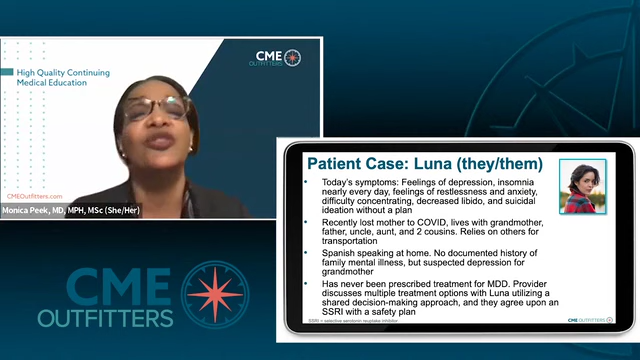 CME
OUTFITTERS
High Quality Continuing
Medical Education
CMEOutfitters.com
Monica Peek, MD, MPH, MSc (She/Her)
CME
OUTFITTERS
Patient Case: Luna (they/them)
• Today's symptoms: Feelings of depression, insomnia
nearly every day, feelings of restlessness and anxiety,
difficulty concentrating, decreased libido, and suicidal
ideation without a plan
• Recently lost mother to COVID, lives with grandmother,
father, uncle, aunt, and 2 cousins. Relies on others for
transportation
• Spanish speaking at home. No documented history of
family mental illness, but suspected depression for
grandmother
• Has never been prescribed treatment for MDD. Provider
discusses multiple treatment options with Luna utilizing a
shared decision-making approach, and they agree upon an
SSRI with a safety plan
SSRI = selective serotonin reuptake inhibitor
CME OUTFITTERS